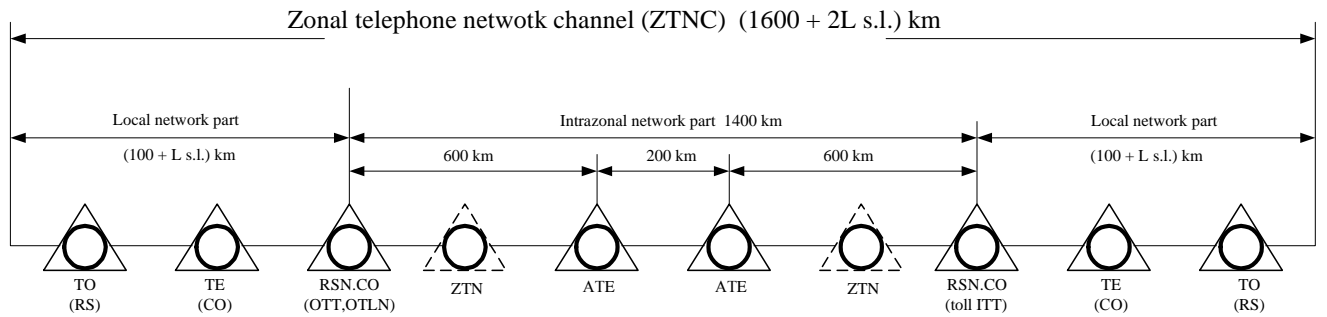 Zonal telephone netwotk channel (ZTNC) (1600 + 2L s.l.) km
Local network part
Intrazonal network part 1400 km
Local network part
(100 + L s.l.) km
600 km
200 km
600 km
(100 + L s.l.) km
TO
(RS)
TE
(CO)
RSN.CO
(OTT,OTLN)
ZTN
ATE
ATE
ZTN
RSN.CO
(toll ITT)
TE
(CO)
TO
(RS)